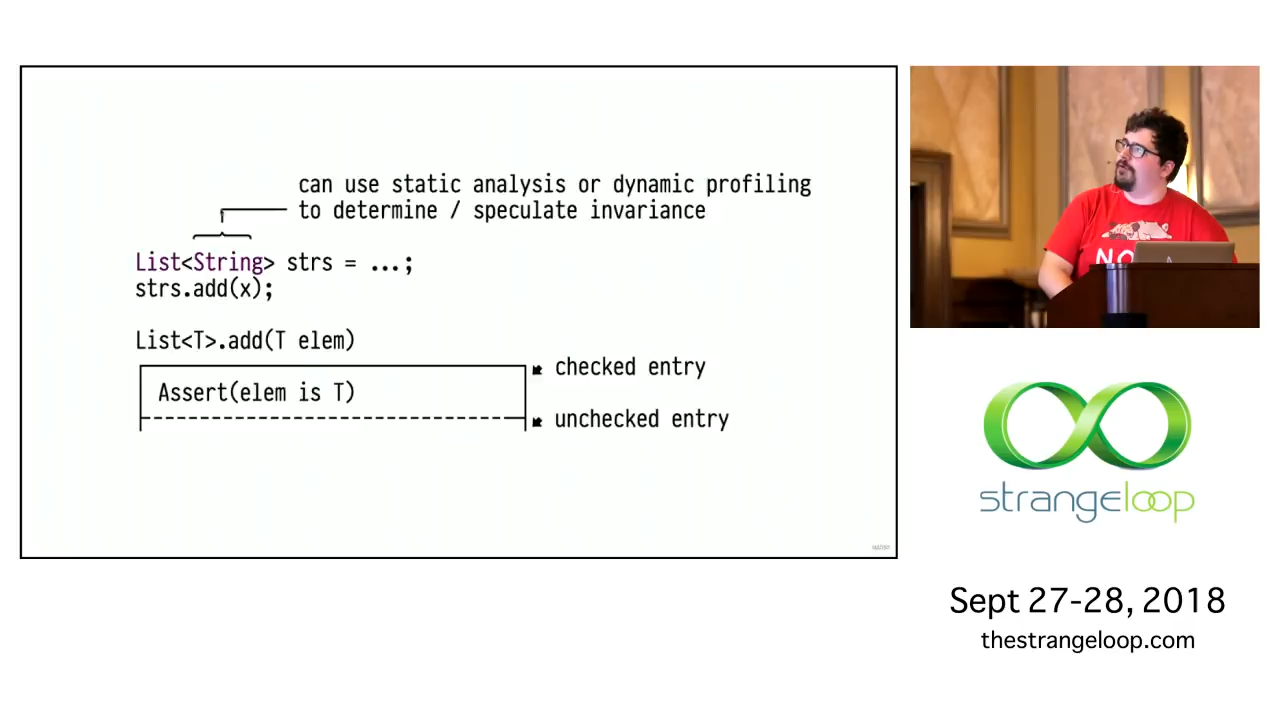 can use static analysis or dynamic profiling
to determine / speculate invariance
List<String> strs = ...;
strs.add(x);
List<T>.add(T elem)
checked entry
Assert(elem is T)
unchecked entry
NO
strangeloop
Sept 27-28, 2018
thestrangeloop.com